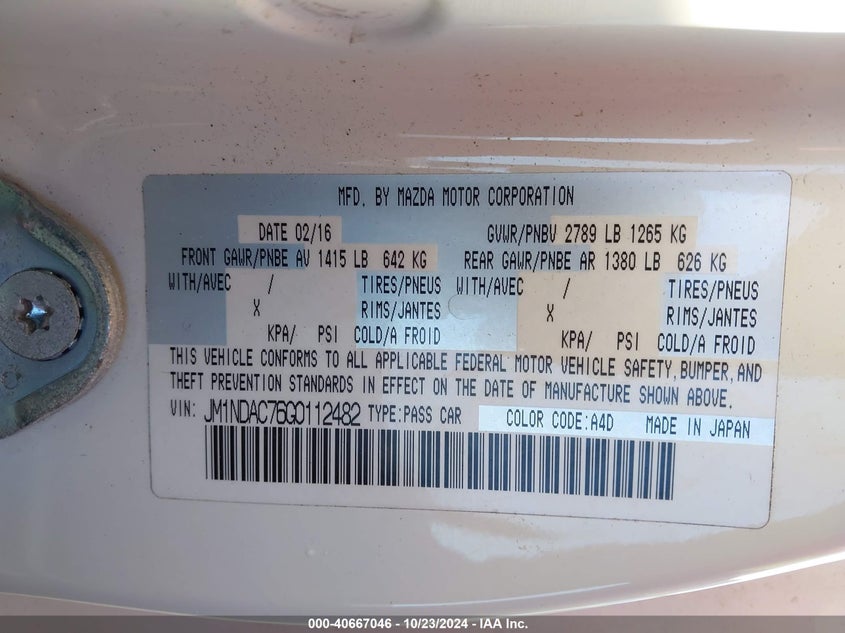 MFD. BY MAZDA MOTOR CORPORATION
DATE 02/16 GVWR/PNBV 2789 LB 1265 KG
FRONT GAWR/PNBE AV 1415 LB 642 KG REAR GAWR/PNBE AR 1380 LB 626 KG
WITH/AVEC / TIRES/PNEUS WITH/AVEC / TIRES/PNEUS
X RIMS/JANTES X RIMS/JANTES
KPA/ PSI COLD/A FROID KPA/ PSI COLD/A FROID
THIS VEHICLE CONFORMS TO ALL APPLICABLE FEDERAL MOTOR VEHICLE SAFETY, BUMPER, AND
THEFT PREVENTION STANDARDS IN EFFECT ON THE DATE OF MANUFACTURE SHOWN ABOVE.
VIN: JM1NDAC76G0112482 TYPE:PASS CAR COLOR CODE:A4D MADE IN JAPAN
000-40667046 - 10/23/2024 - IAA Inc.